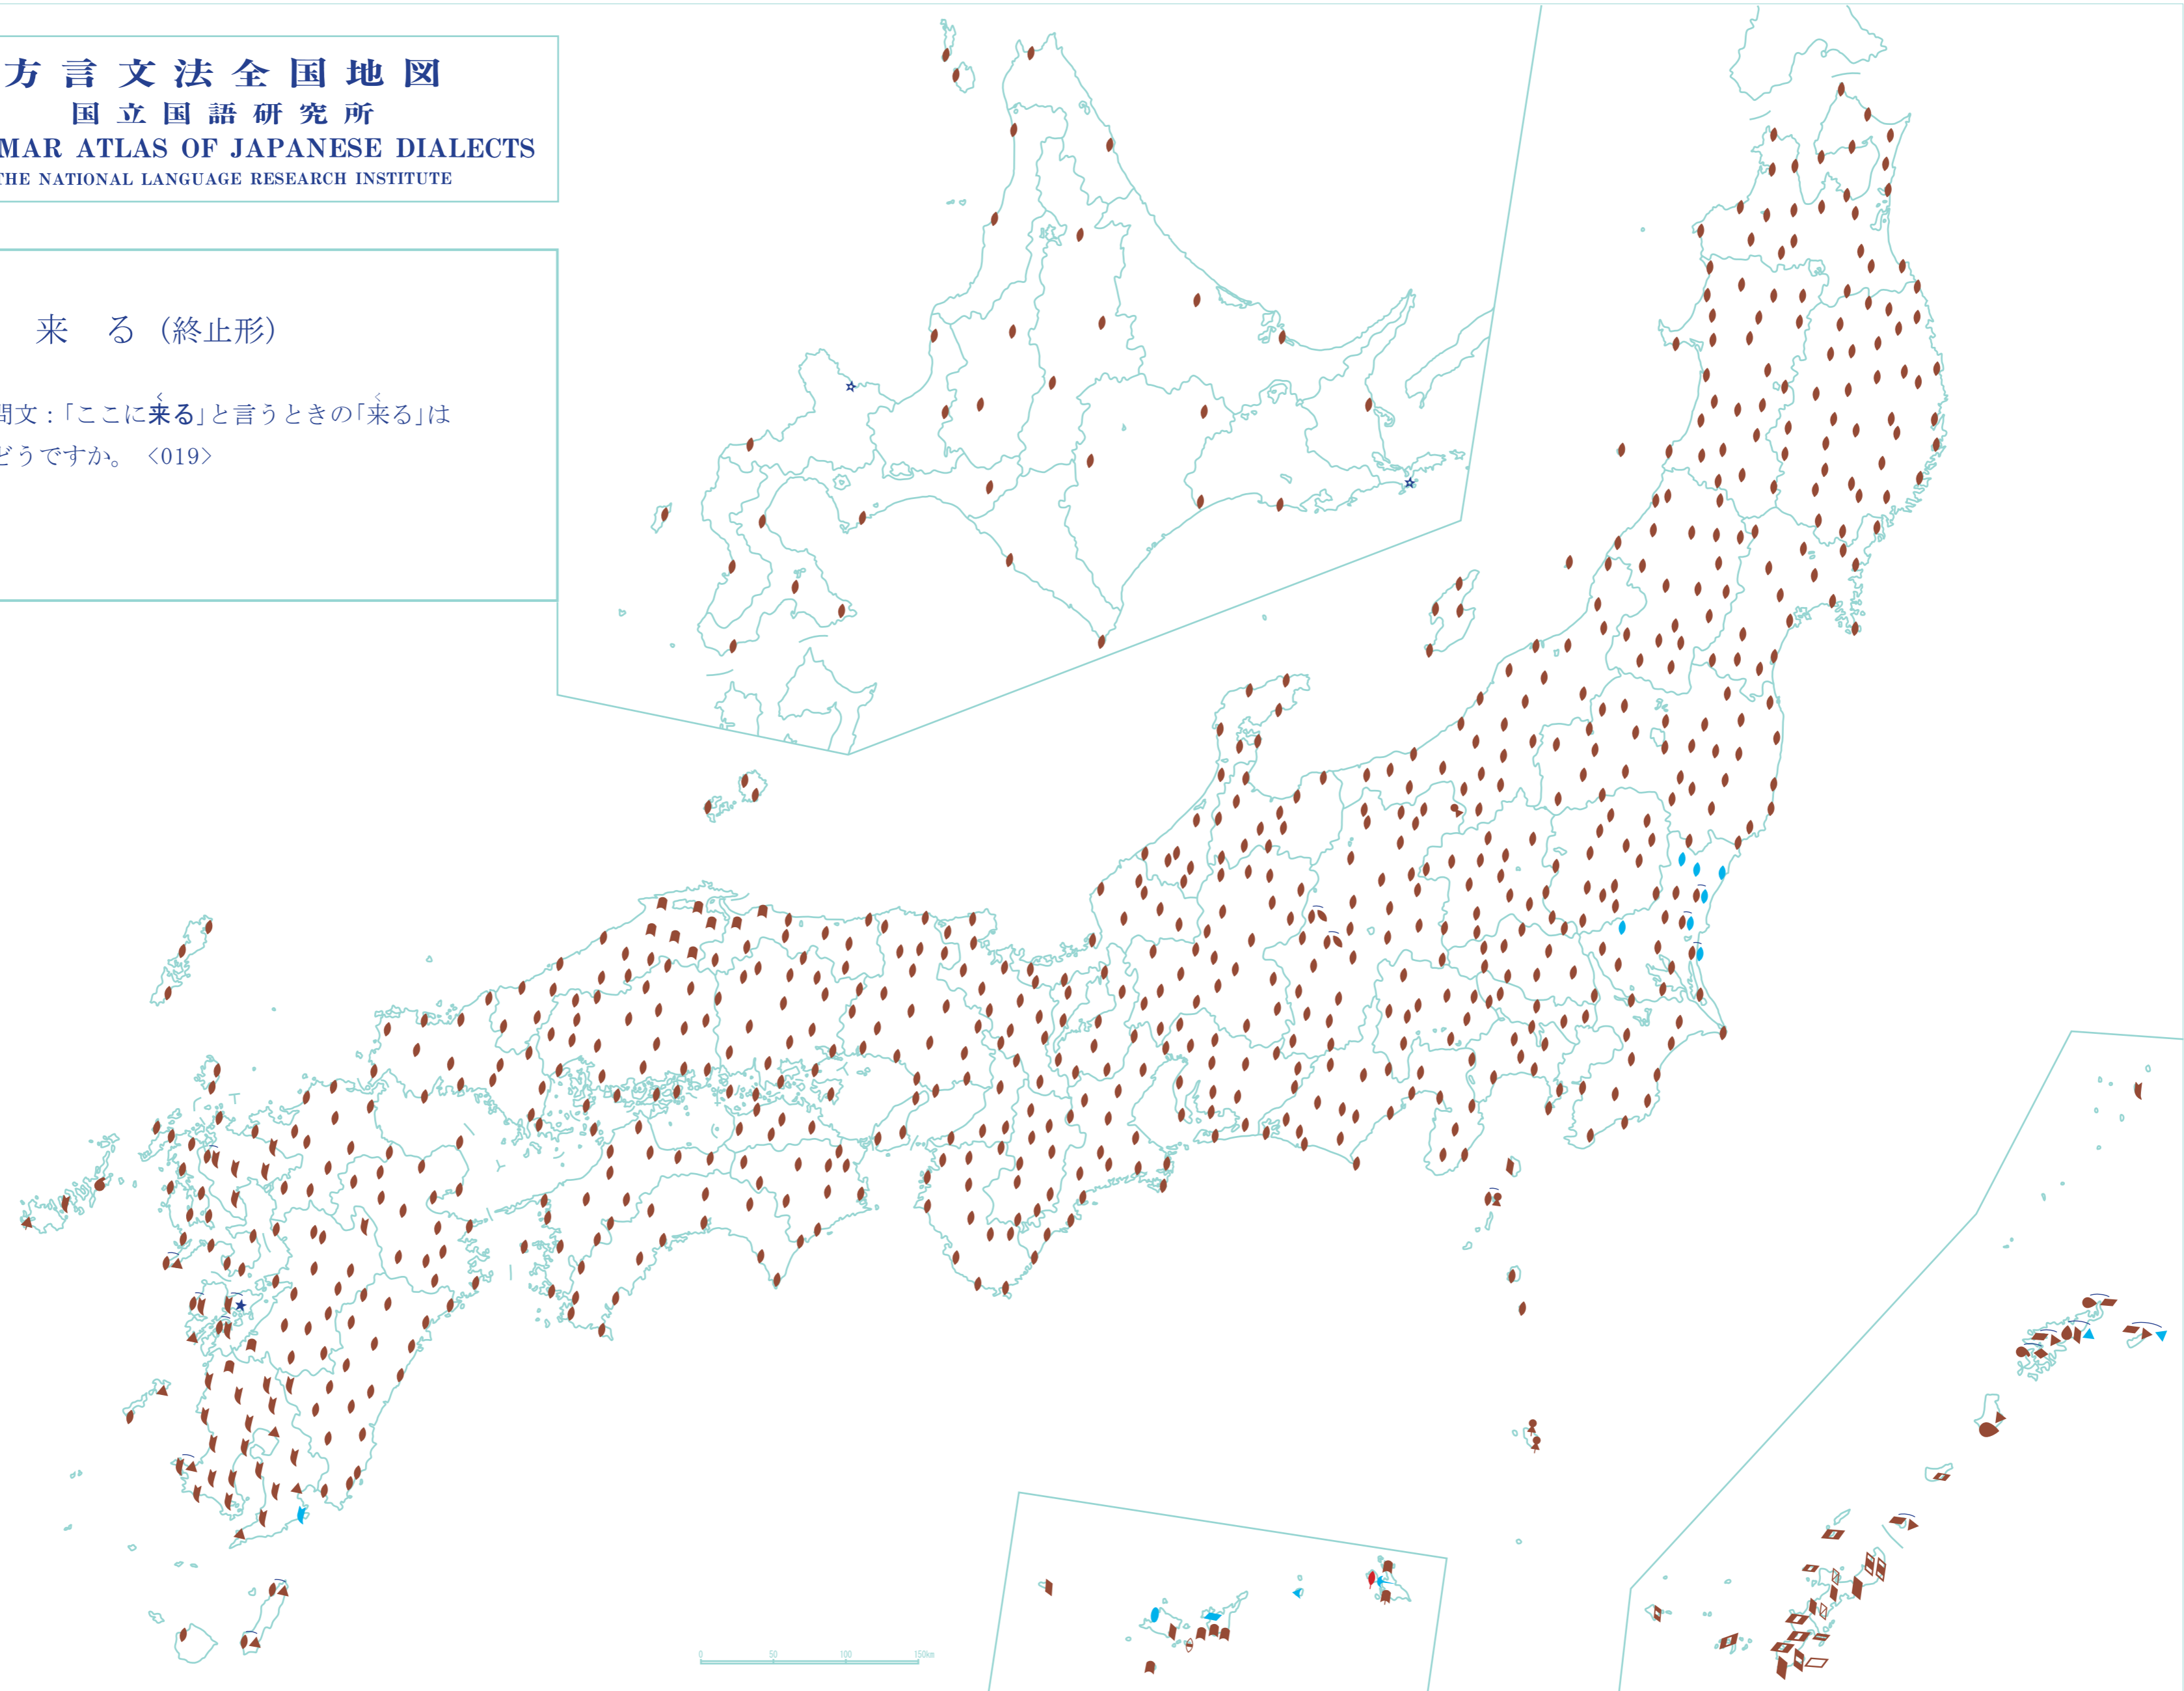 方言文法全国地図
国立国語研究所
MAR ATLAS OF JAPANESE DIALECTS
THE NATIONAL LANGUAGE RESEARCH INSTITUTE
来る（終止形）
く く
問文：「ここに来る」と言うときの「来る」は
どうですか。〈019〉
0 50 100 150km